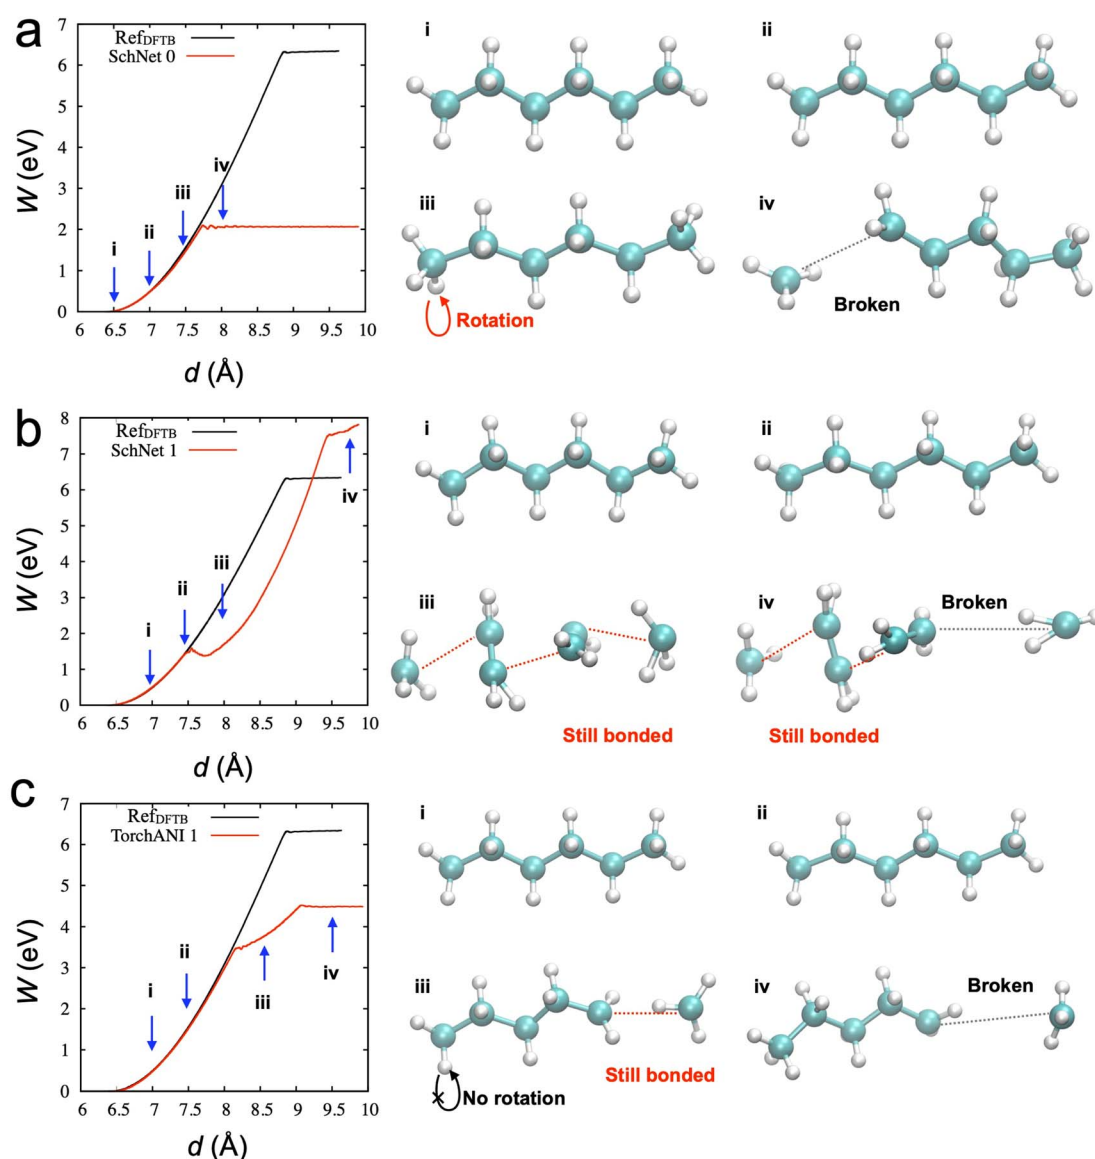 a
Ref_DFTB
SchNet 0
7
6
5
4
3
2
1
0
W (eV)
i
ii
iii
iv
6 6.5 7 7.5 8 8.5 9 9.5 10
d (Å)
i
ii
iii
Rotation
iv
Broken
b
Ref_DFTB
SchNet 1
8
7
6
5
4
3
2
1
0
W (eV)
i
ii
iii
iv
6 6.5 7 7.5 8 8.5 9 9.5 10
d (Å)
i
ii
iii
Still bonded
iv
Broken
Still bonded
c
Ref_DFTB
TorchANI 1
7
6
5
4
3
2
1
0
W (eV)
i
ii
iii
iv
6 6.5 7 7.5 8 8.5 9 9.5 10
d (Å)
i
ii
iii
No rotation
Still bonded
iv
Broken